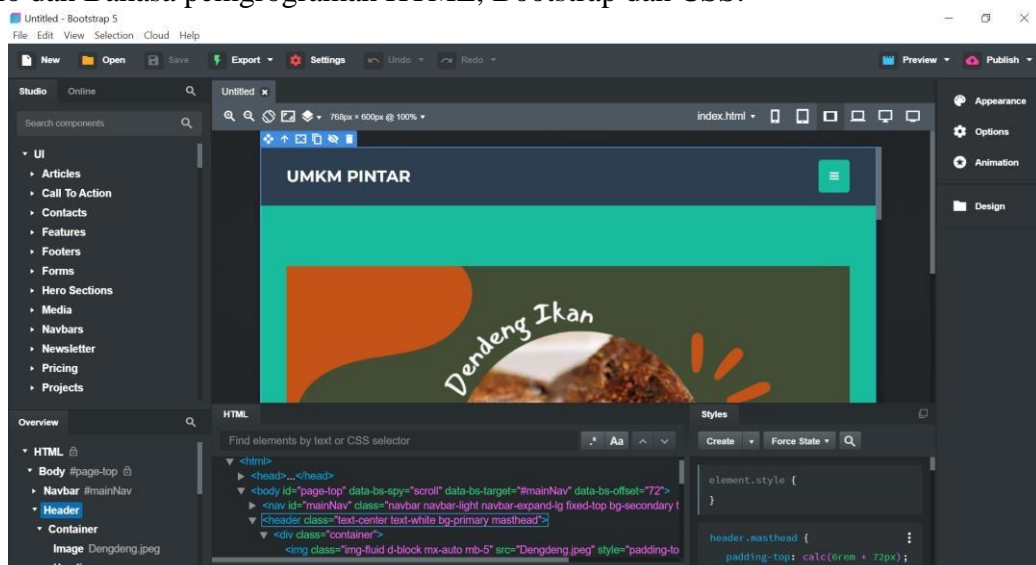 dan Bahasa pemgrograman HTML, Bootstrap dan CSS.
Untitled - Bootstrap 5
File Edit View Selection Cloud Help
New Open Save Export Settings Undo Redo Preview Publish
Studio Online
Search components
UI
Articles
Call To Action
Contacts
Features
Footers
Forms
Hero Sections
Media
Navbars
Newsletter
Pricing
Projects
Overview
HTML
Body #page-top
Navbar #mainNav
Header
Container
Image Dengdeng.jpeg
Untitled
768px × 600px @ 100%
index.html
UMKM PINTAR
Dendeng Ikan
HTML
Find elements by text or CSS selector
.* Aa
<html>
<head>...</head>
<body id="page-top" data-bs-spy="scroll" data-bs-target="#mainNav" data-bs-offset="72">
<nav id="mainNav" class="navbar navbar-light navbar-expand-lg fixed-top bg-secondary t
<header class="text-center text-white bg-primary masthead">
<div class="container">
<img class="img-fluid d-block mx-auto mb-5" src="Dengdeng.jpeg" style="padding-to
Styles
Create Force State
element.style {
}
header.masthead {
padding-top: calc(6rem + 72px);
Appearance
Options
Animation
Design